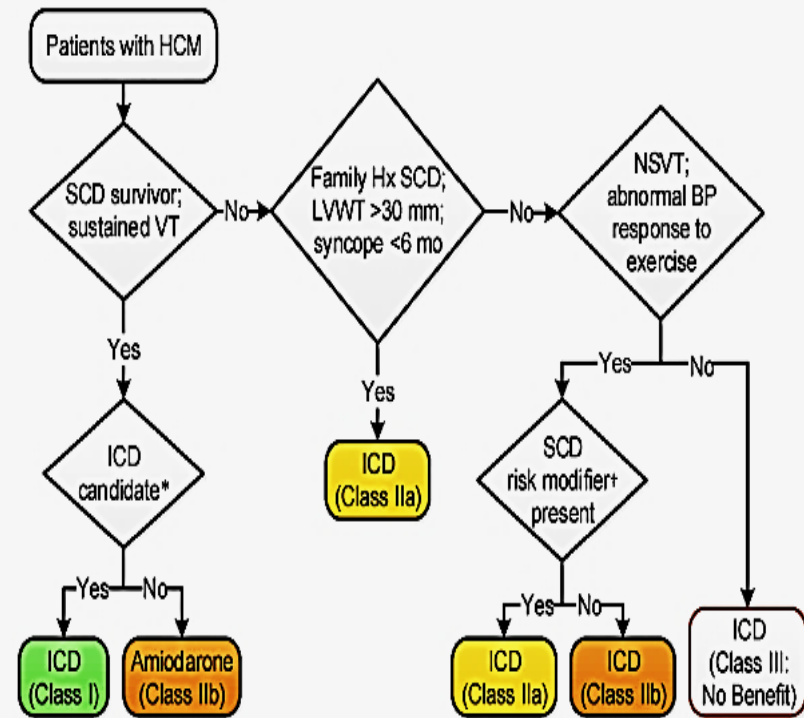 Patients with HCM
SCD survivor;
sustained VT
No
Family Hx SCD;
LVWT >30 mm;
syncope <6 mo
No
NSVT;
abnormal BP
response to
exercise
Yes
ICD
candidate*
Yes
No
ICD
(Class I)
Amiodarone
(Class IIb)
Yes
ICD
(Class IIa)
Yes
No
SCD
risk modifier†
present
Yes
No
ICD
(Class IIa)
ICD
(Class IIb)
ICD
(Class III:
No Benefit)